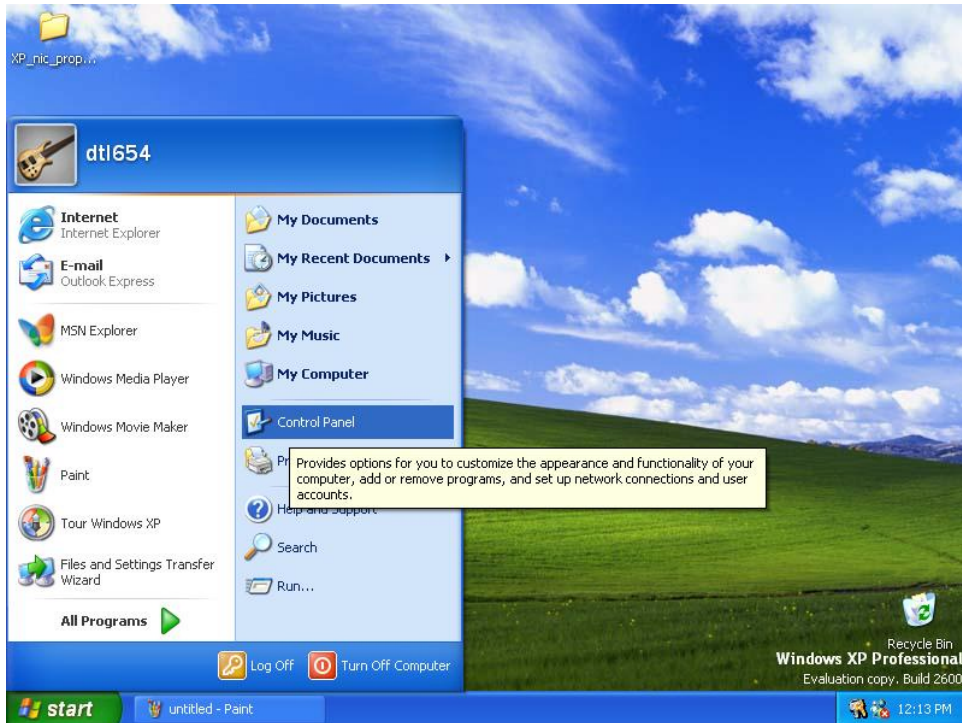 XP_nic_prop...
dtl654
Internet
Internet Explorer
E-mail
Outlook Express
MSN Explorer
Windows Media Player
Windows Movie Maker
Paint
Tour Windows XP
Files and Settings Transfer
Wizard
All Programs
My Documents
My Recent Documents
My Pictures
My Music
My Computer
Control Panel
Pr
Provides options for you to customize the appearance and functionality of your
computer, add or remove programs, and set up network connections and user
accounts.
Help and Support
Search
Run...
Log Off
Turn Off Computer
Recycle Bin
Windows XP Professional
Evaluation copy. Build 2600
start
untitled - Paint
12:13 PM